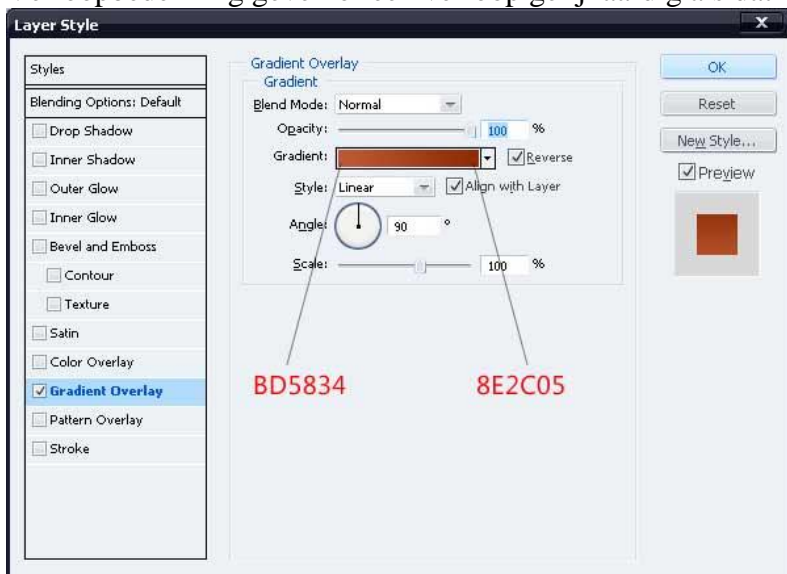 Layer Style
Styles
Blending Options: Default
Drop Shadow
Inner Shadow
Outer Glow
Inner Glow
Bevel and Emboss
Contour
Texture
Satin
Color Overlay
Gradient Overlay
Pattern Overlay
Stroke
Gradient Overlay
Gradient
Blend Mode: Normal
Opacity: 100 %
Gradient: Reverse
Style: Linear Align with Layer
Angle: 90 °
Scale: 100 %
BD5834 8E2C05
OK
Reset
New Style...
Preview